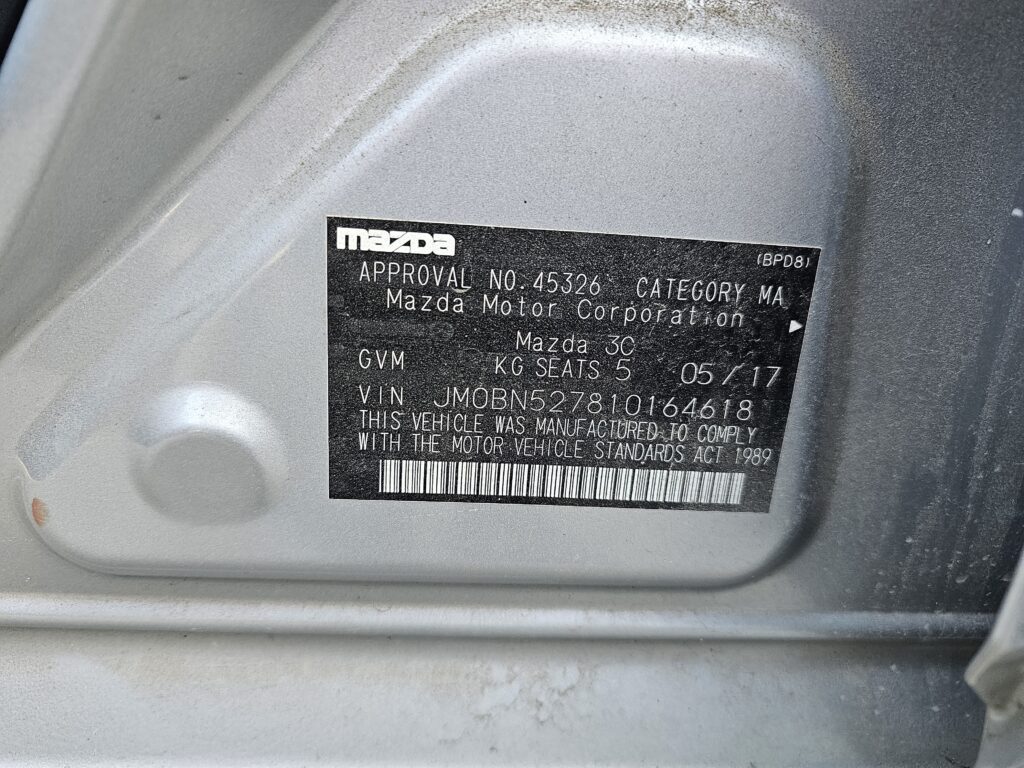 mazda
(BPD8)
APPROVAL NO.45326 CATEGORY MA
Mazda Motor Corporation
Mazda 3C
GVM KG SEATS 5 05/17
VIN JM0BN527810164618
THIS VEHICLE WAS MANUFACTURED TO COMPLY
WITH THE MOTOR VEHICLE STANDARDS ACT 1989